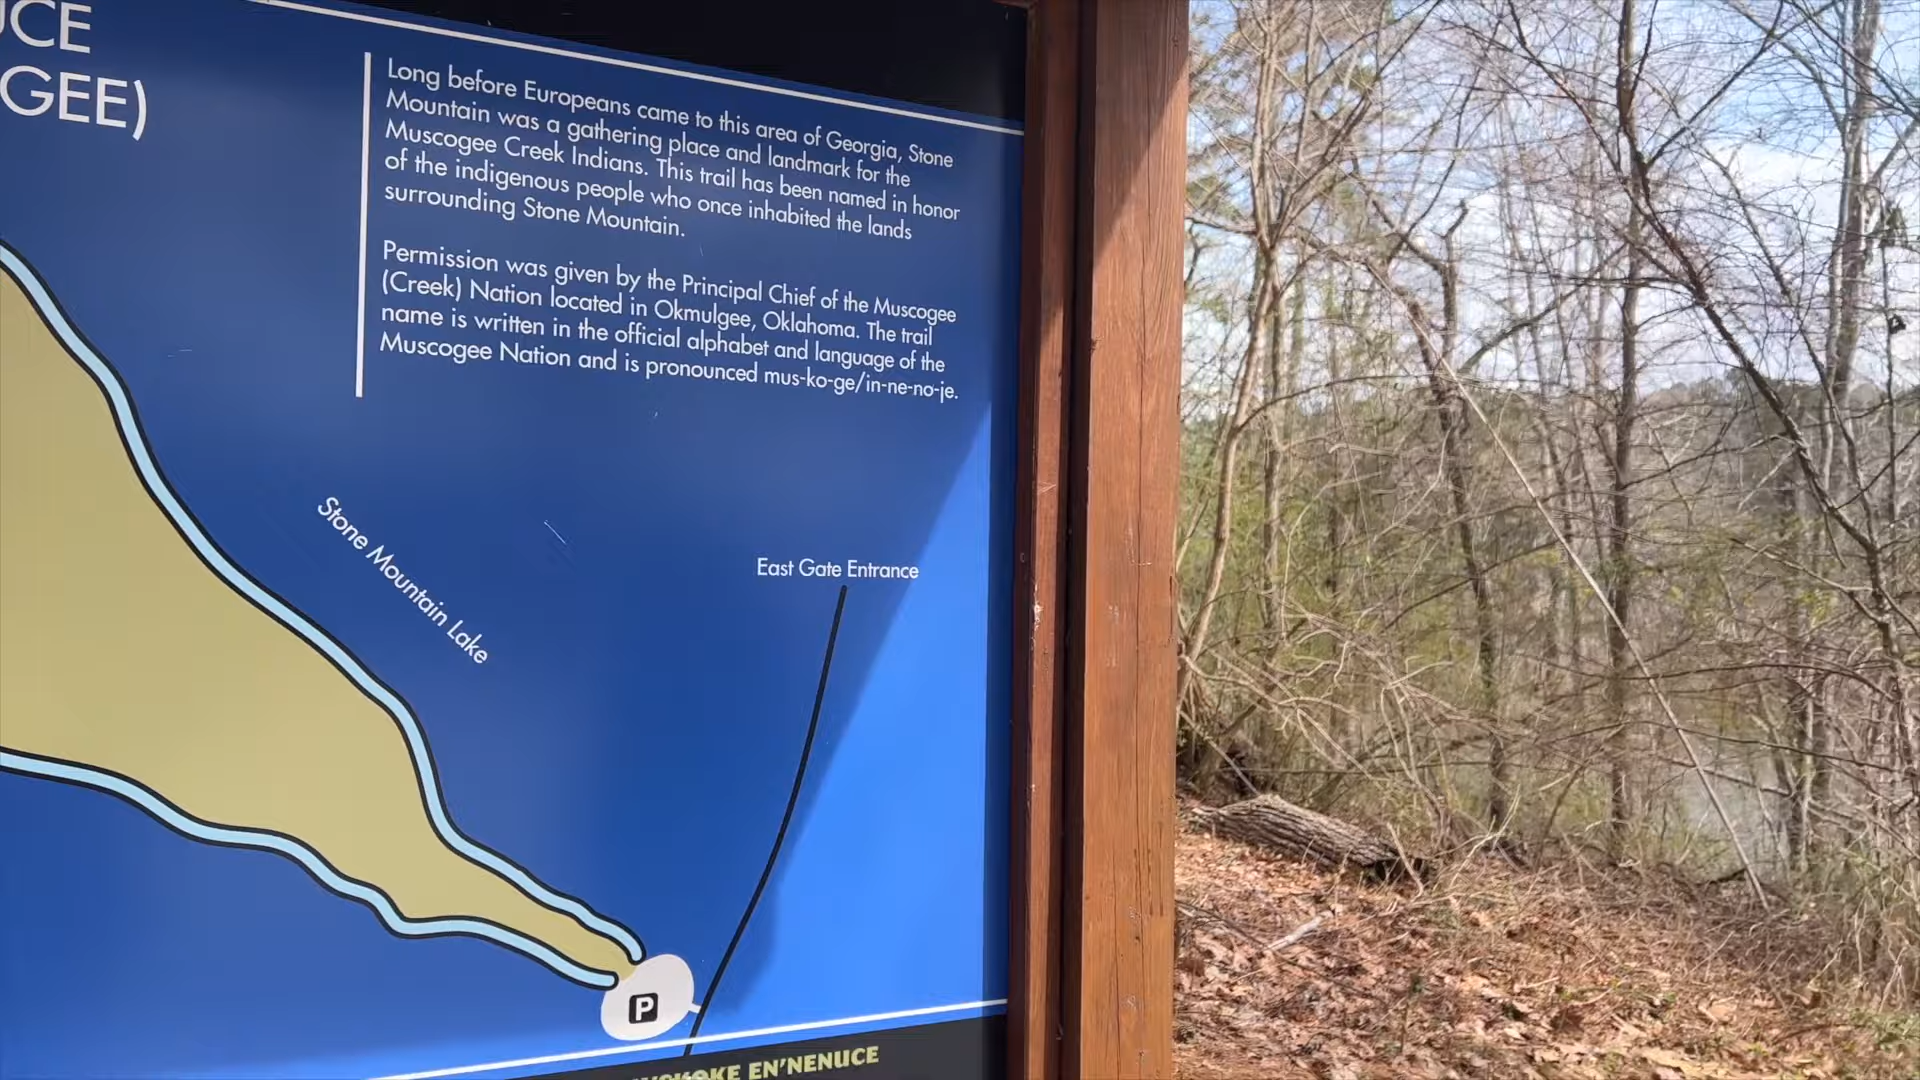 GEE)
Long before Europeans came to this area of Georgia, Stone
Mountain was a gathering place and landmark for the
Muscogee Creek Indians. This trail has been named in honor
of the indigenous people who once inhabited the lands
surrounding Stone Mountain.
Permission was given by the Principal Chief of the Muscogee
(Creek) Nation located in Okmulgee, Oklahoma. The trail
name is written in the official alphabet and language of the
Muscogee Nation and is pronounced mus-ko-ge/in-ne-no-je.
Stone Mountain Lake
East Gate Entrance
P
EN'NENUCE